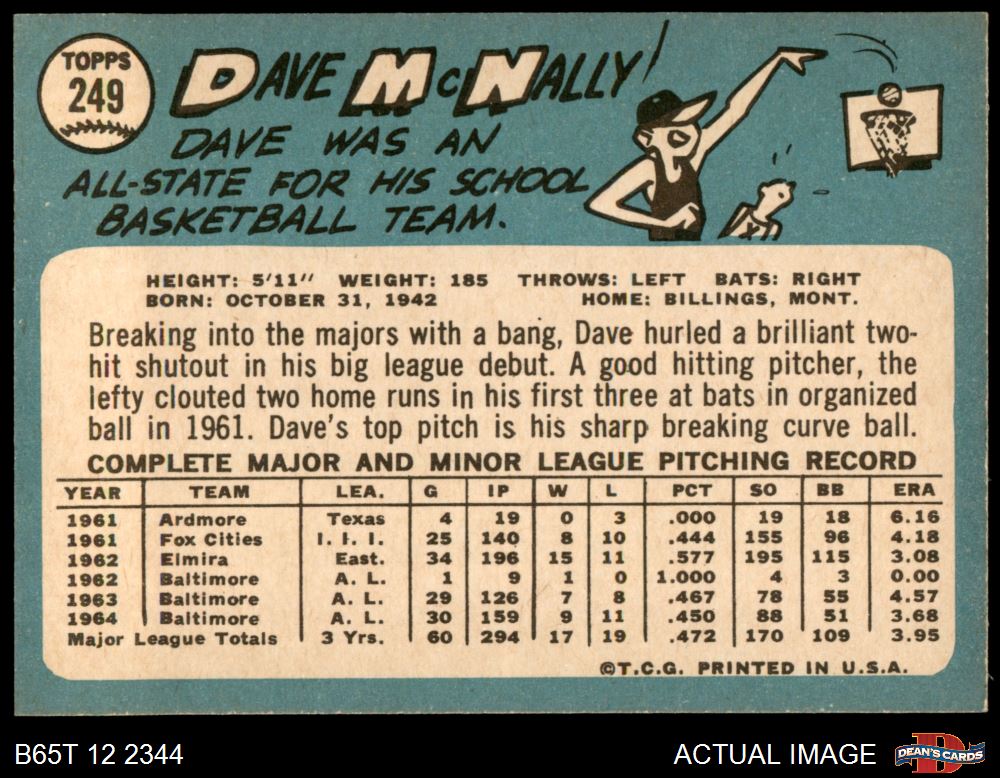 TOPPS
249
DAVE McNALLY!
DAVE WAS AN
ALL-STATE FOR HIS SCHOOL
BASKETBALL TEAM.
HEIGHT: 5'11" WEIGHT: 185 THROWS: LEFT BATS: RIGHT
BORN: OCTOBER 31, 1942 HOME: BILLINGS, MONT.
Breaking into the majors with a bang, Dave hurled a brilliant two-
hit shutout in his big league debut. A good hitting pitcher, the
lefty clouted two home runs in his first three at bats in organized
ball in 1961. Dave's top pitch is his sharp breaking curve ball.
COMPLETE MAJOR AND MINOR LEAGUE PITCHING RECORD
YEAR TEAM LEA. G IP W L PCT SO BB ERA
1961 Ardmore Texas 4 19 0 3 .000 19 18 6.16
1961 Fox Cities I. I. I. 25 140 8 10 .444 155 96 4.18
1962 Elmira East. 34 196 15 11 .577 195 115 3.08
1962 Baltimore A. L. 1 9 1 0 1.000 4 3 0.00
1963 Baltimore A. L. 29 126 7 8 .467 78 55 4.57
1964 Baltimore A. L. 30 159 9 11 .450 88 51 3.68
Major League Totals 3 Yrs. 60 294 17 19 .472 170 109 3.95
©T.C.G. PRINTED IN U.S.A.
B65T 12 2344 ACTUAL IMAGE DEAN'S CARDS